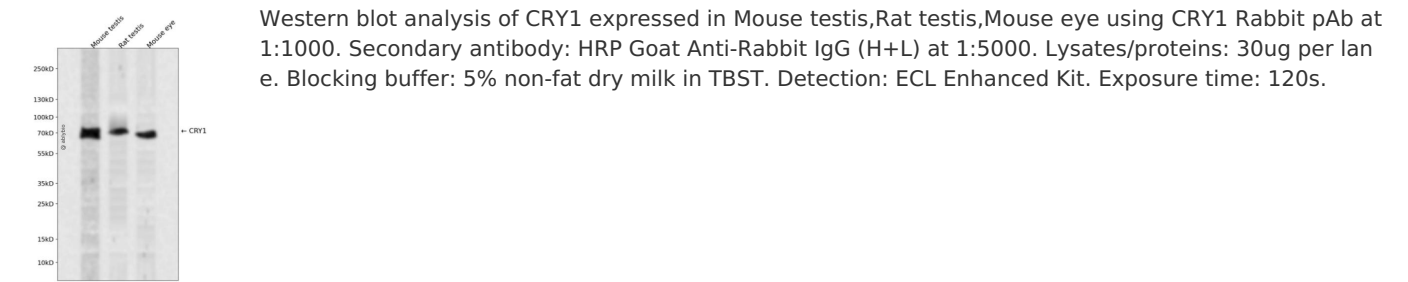 Mouse testis
Rat testis
Mouse eye
250kD
130kD
100kD
70kD
55kD
35kD
25kD
15kD
10kD
← CRY1
Western blot analysis of CRY1 expressed in Mouse testis,Rat testis,Mouse eye using CRY1 Rabbit pAb at
1:1000. Secondary antibody: HRP Goat Anti-Rabbit IgG (H+L) at 1:5000. Lysates/proteins: 30ug per lan
e. Blocking buffer: 5% non-fat dry milk in TBST. Detection: ECL Enhanced Kit. Exposure time: 120s.